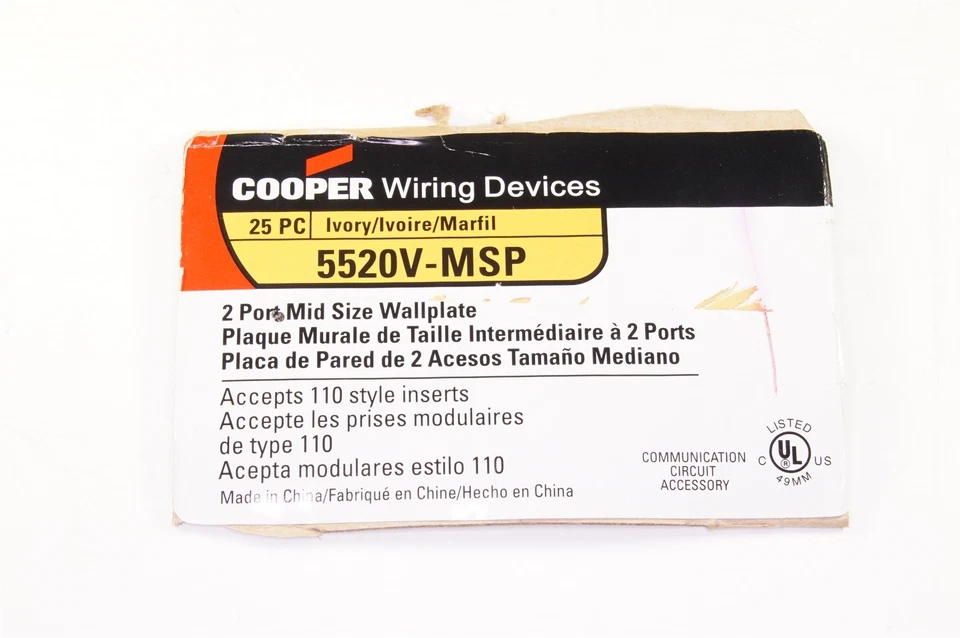 COOPER Wiring Devices
25 PC Ivory/Ivoire/Marfil
5520V-MSP
2 Port Mid Size Wallplate
Plaque Murale de Taille Intermédiaire à 2 Ports
Placa de Pared de 2 Acesos Tamaño Mediano
Accepts 110 style inserts
Accepte les prises modulaires
de type 110
Acepta modulares estilo 110
Made in China/Fabriqué en Chine/Hecho en China
COMMUNICATION
CIRCUIT
ACCESSORY
LISTED
C UL ® US
49MM